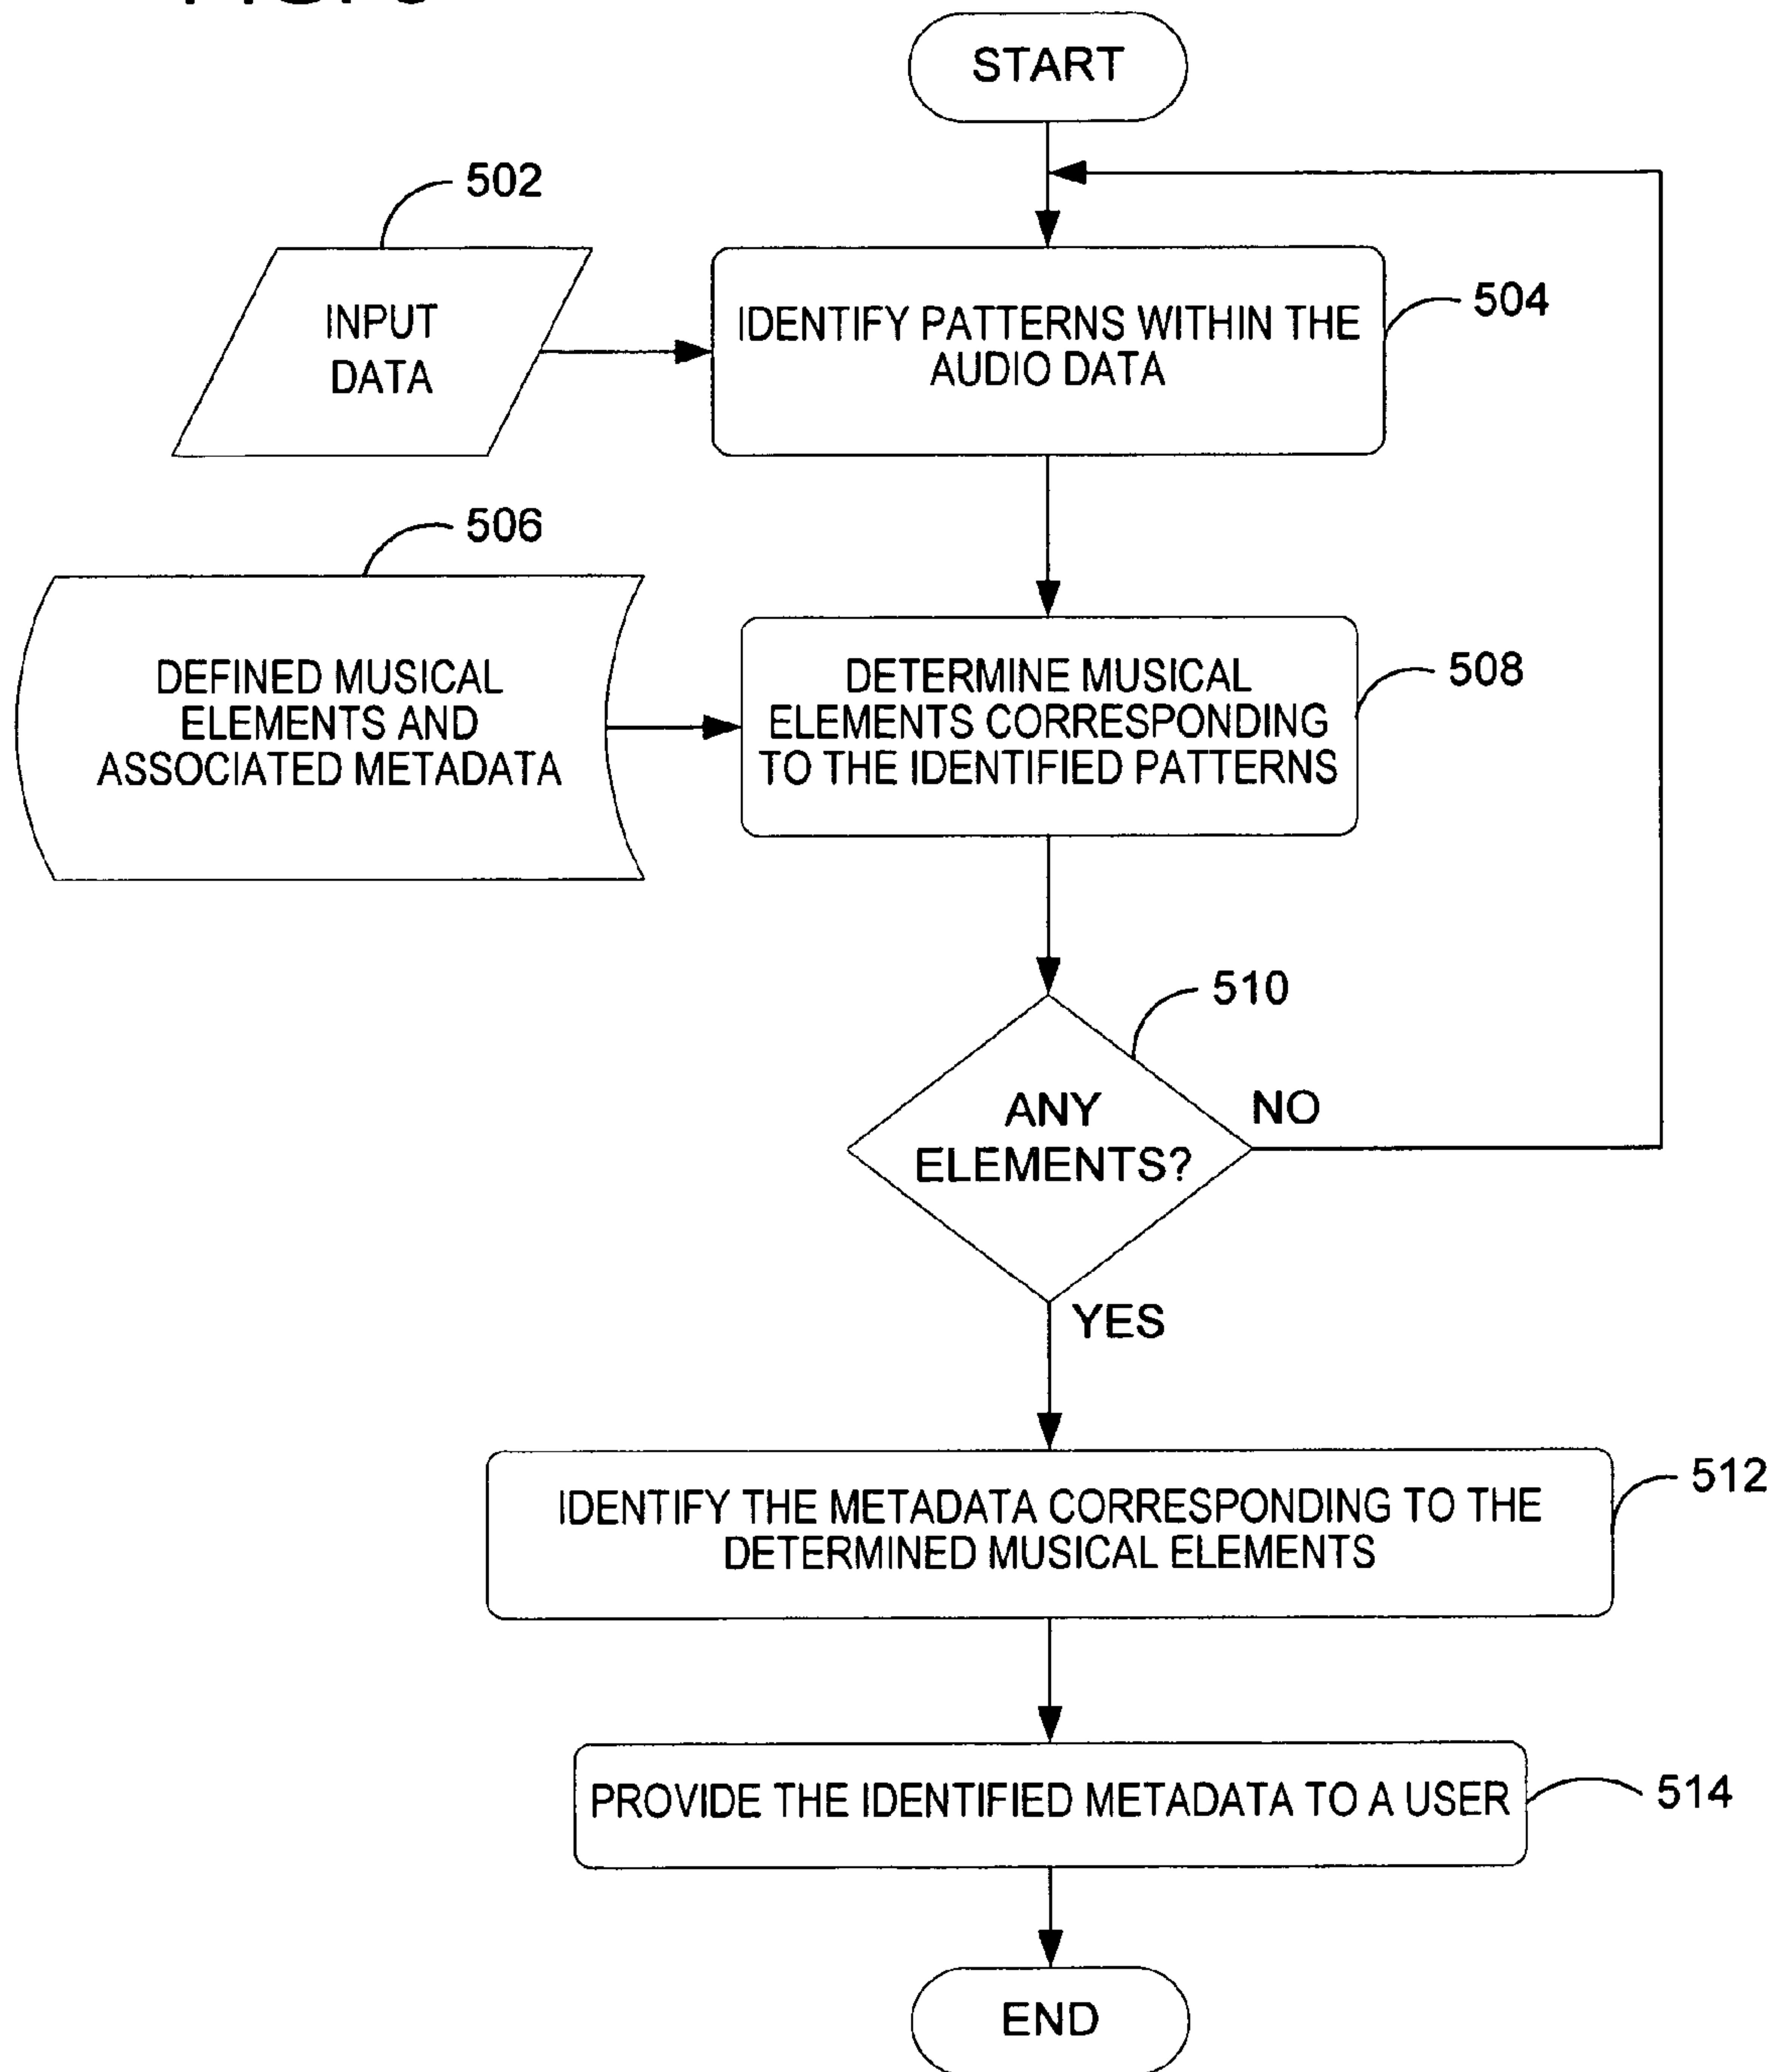 START
502
INPUT
DATA
IDENTIFY PATTERNS WITHIN THE
AUDIO DATA
504
506
DEFINED MUSICAL
ELEMENTS AND
ASSOCIATED METADATA
DETERMINE MUSICAL
ELEMENTS CORRESPONDING
TO THE IDENTIFIED PATTERNS
508
510
ANY
ELEMENTS?
NO
YES
IDENTIFY THE METADATA CORRESPONDING TO THE
DETERMINED MUSICAL ELEMENTS
512
PROVIDE THE IDENTIFIED METADATA TO A USER
514
END